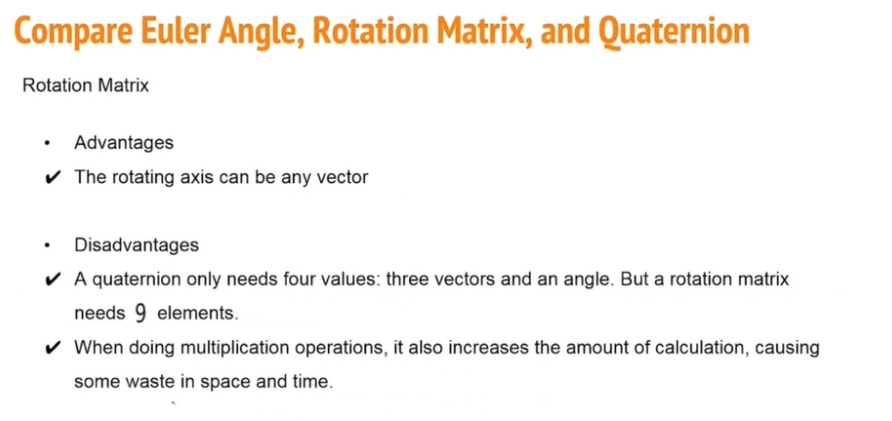 Compare Euler Angle, Rotation Matrix, and Quaternion
Rotation Matrix
• Advantages
✔ The rotating axis can be any vector
• Disadvantages
✔ A quaternion only needs four values: three vectors and an angle. But a rotation matrix
needs 9 elements.
✔ When doing multiplication operations, it also increases the amount of calculation, causing
some waste in space and time.